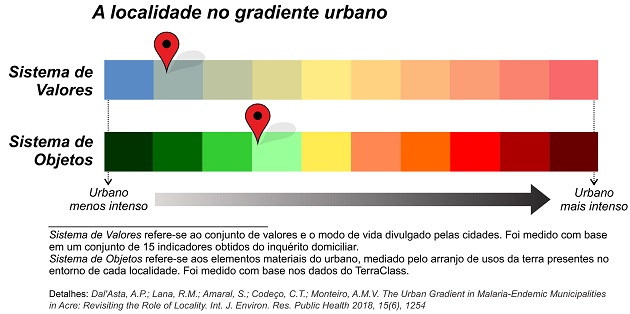 A localidade no gradiente urbano
Sistema de
Valores
Sistema de
Objetos
Urbano
menos intenso
Urbano
mais intenso
Sistema de Valores refere-se ao conjunto de valores e o modo de vida divulgado pelas cidades. Foi medido com base
em um conjunto de 15 indicadores obtidos do inquérito domiciliar.
Sistema de Objetos refere-se aos elementos materiais do urbano, mediado pelo arranjo de usos da terra presentes no
entorno de cada localidade. Foi medido com base nos dados do TerraClass.
Detalhes: Dal'Asta, A.P.; Lana, R.M.; Amaral, S.; Codeço, C.T.; Monteiro, A.M.V. The Urban Gradient in Malaria-Endemic Municipalities
in Acre: Revisiting the Role of Locality. Int. J. Environ. Res. Public Health 2018, 15(6), 1254